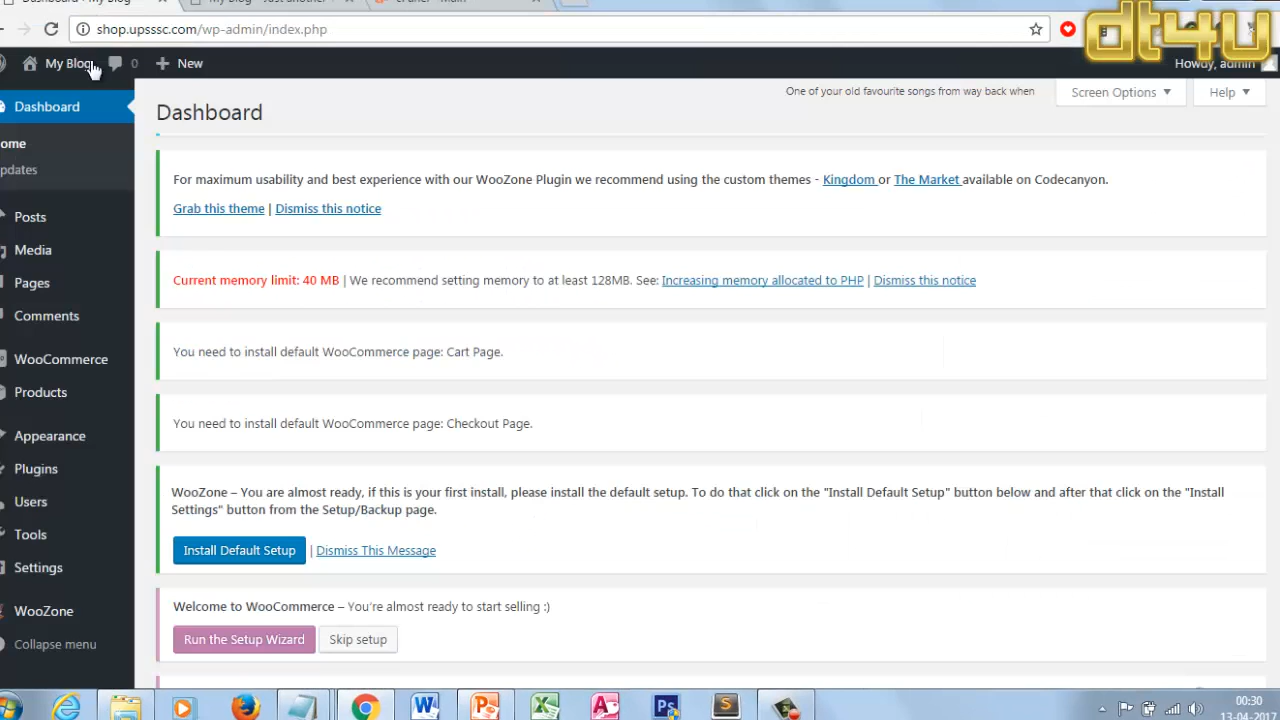 shop.upsssc.com/wp-admin/index.php
dt4u
My Blog
0
New
Howdy, admin
Dashboard
ome
pdates
Posts
Media
Pages
Comments
WooCommerce
Products
Appearance
Plugins
Users
Tools
Settings
WooZone
Collapse menu
Dashboard
One of your old favourite songs from way back when
Screen Options
Help
For maximum usability and best experience with our WooZone Plugin we recommend using the custom themes - Kingdom or The Market available on Codecanyon.
Grab this theme | Dismiss this notice
Current memory limit: 40 MB | We recommend setting memory to at least 128MB. See: Increasing memory allocated to PHP | Dismiss this notice
You need to install default WooCommerce page: Cart Page.
You need to install default WooCommerce page: Checkout Page.
WooZone – You are almost ready, if this is your first install, please install the default setup. To do that click on the "Install Default Setup" button below and after that click on the "Install
Settings" button from the Setup/Backup page.
Install Default Setup | Dismiss This Message
Welcome to WooCommerce – You're almost ready to start selling :)
Run the Setup Wizard
Skip setup
00:30
13-04-2017